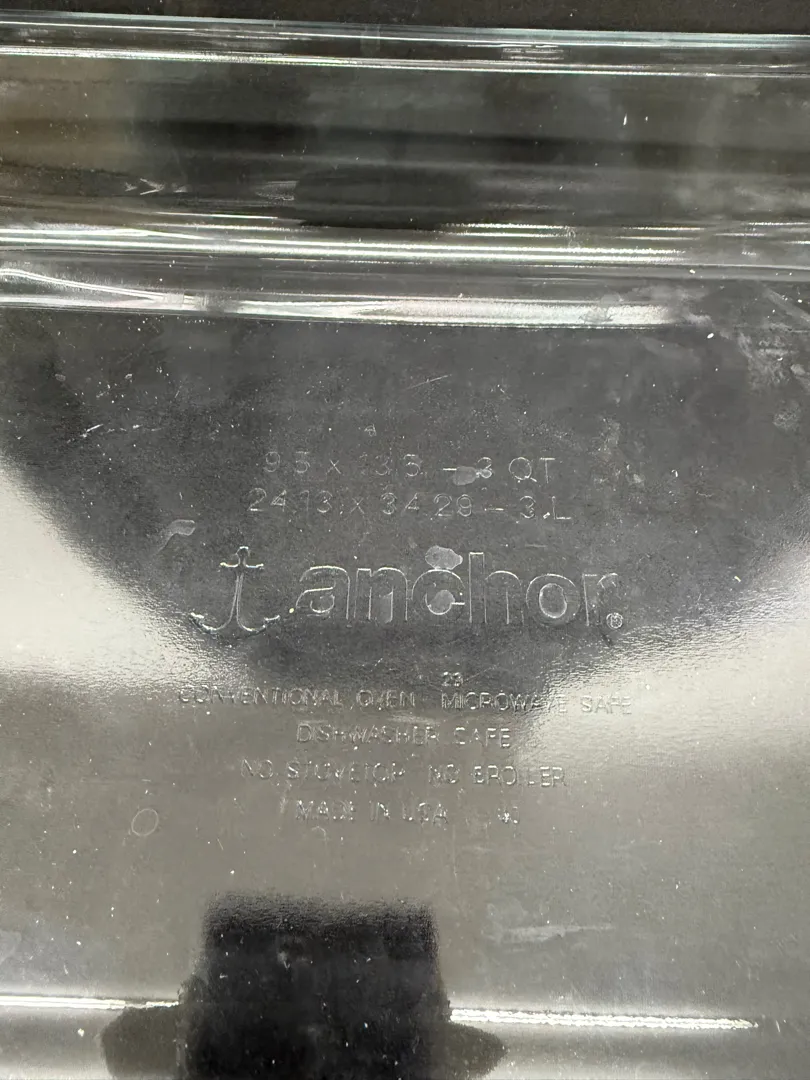 9.5 x 13.5 - 3 QT
24.13 x 34.29 - 3 L
anchor®
23
CONVENTIONAL OVEN MICROWAVE SAFE
DISHWASHER SAFE
NO STOVETOP NO BROILER
MADE IN USA